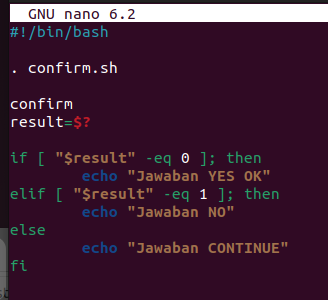 GNU nano 6.2
#!/bin/bash
. confirm.sh
confirm
result=$?
if [ "$result" -eq 0 ]; then
        echo "Jawaban YES OK"
elif [ "$result" -eq 1 ]; then
        echo "Jawaban NO"
else
        echo "Jawaban CONTINUE"
fi